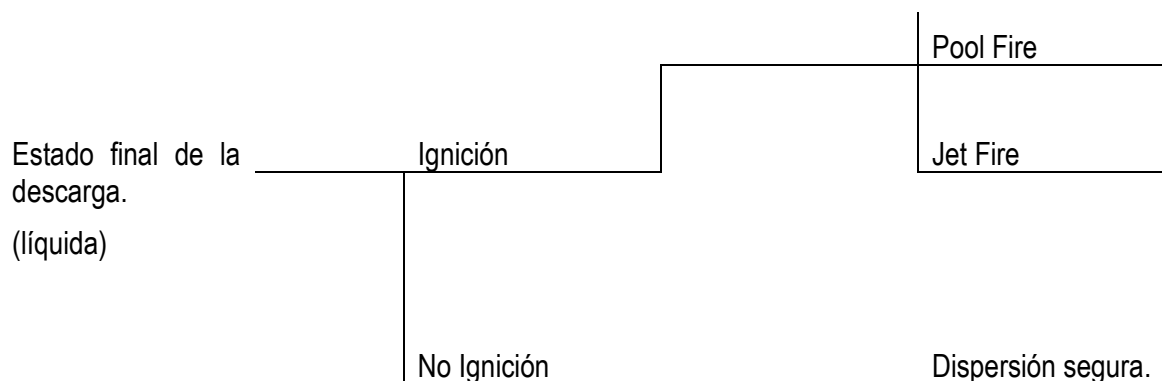 Pool Fire
Estado final de la
descarga.
(líquida)
Ignición
Jet Fire
No Ignición
Dispersión segura.